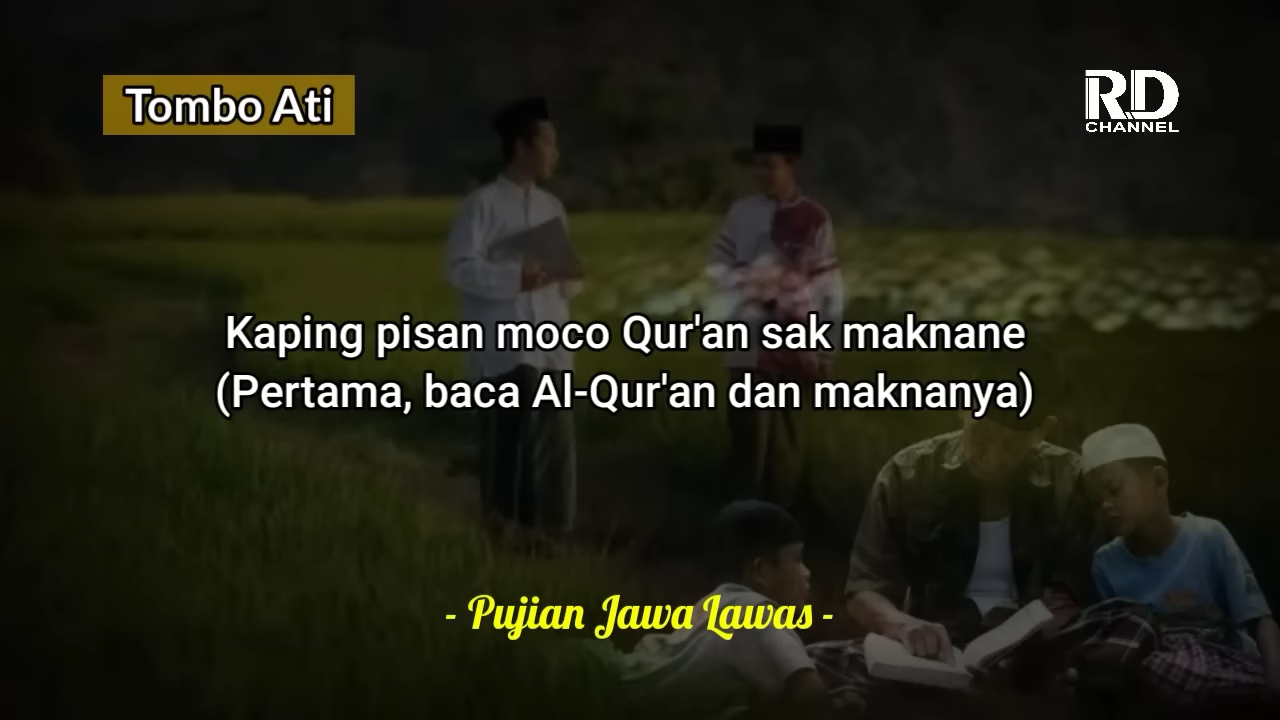 Tombo Ati
RD
CHANNEL
Kaping pisan moco Qur'an sak maknane
(Pertama, baca Al-Qur'an dan maknanya)
- Pujian Jawa Lawas -